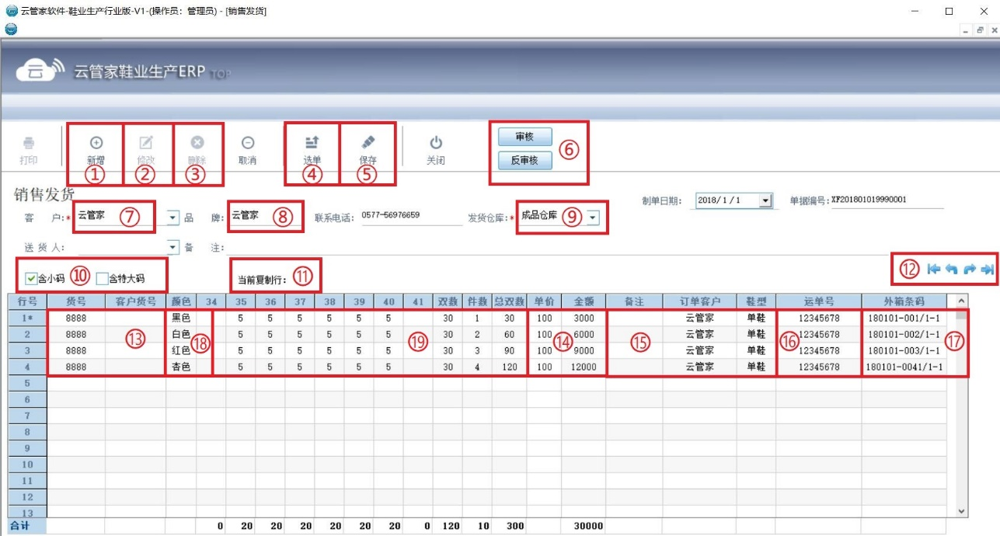 云管家软件-鞋业生产行业版-V1-(操作员：管理员) - [销售发货]
云 云管家鞋业生产ERP TOP
打印 新增 修改 删除 取消 选单 保存 关闭 审核
反审核
① ② ③ ④ ⑤ ⑥
销售发货
制单日期： 2018/ 1 / 1 单据编号：XF201801019990001
客 户：* 云管家 ⑦ 品 牌： 云管家 ⑧ 联系电话： 0577-56976659 发货仓库：* 成品仓库 ⑨
送 货 人： 备 注：
含小码 ⑩ 含特大码 当前复制行： ⑪ ⑫
行号 货号 客户货号 颜色 34 35 36 37 38 39 40 41 双数 件数 总双数 单价 金额 备注 订单客户 鞋型 运单号 外箱条码
1* 8888 黑色 5 5 5 5 5 5 30 1 30 100 3000 云管家 单鞋 12345678 180101-001/1-1
2 8888 白色 5 5 5 5 5 5 30 2 60 100 6000 云管家 单鞋 12345678 180101-002/1-1
⑬ ⑱ ⑲ ⑭ ⑮ ⑯ ⑰
3 8888 红色 5 5 5 5 5 5 30 3 90 100 9000 云管家 单鞋 12345678 180101-003/1-1
4 8888 杏色 5 5 5 5 5 5 30 4 120 100 12000 云管家 单鞋 12345678 180101-0041/1-1
5
6
7
8
9
10
11
12
13
合计 0 20 20 20 20 20 20 0 120 10 300 30000